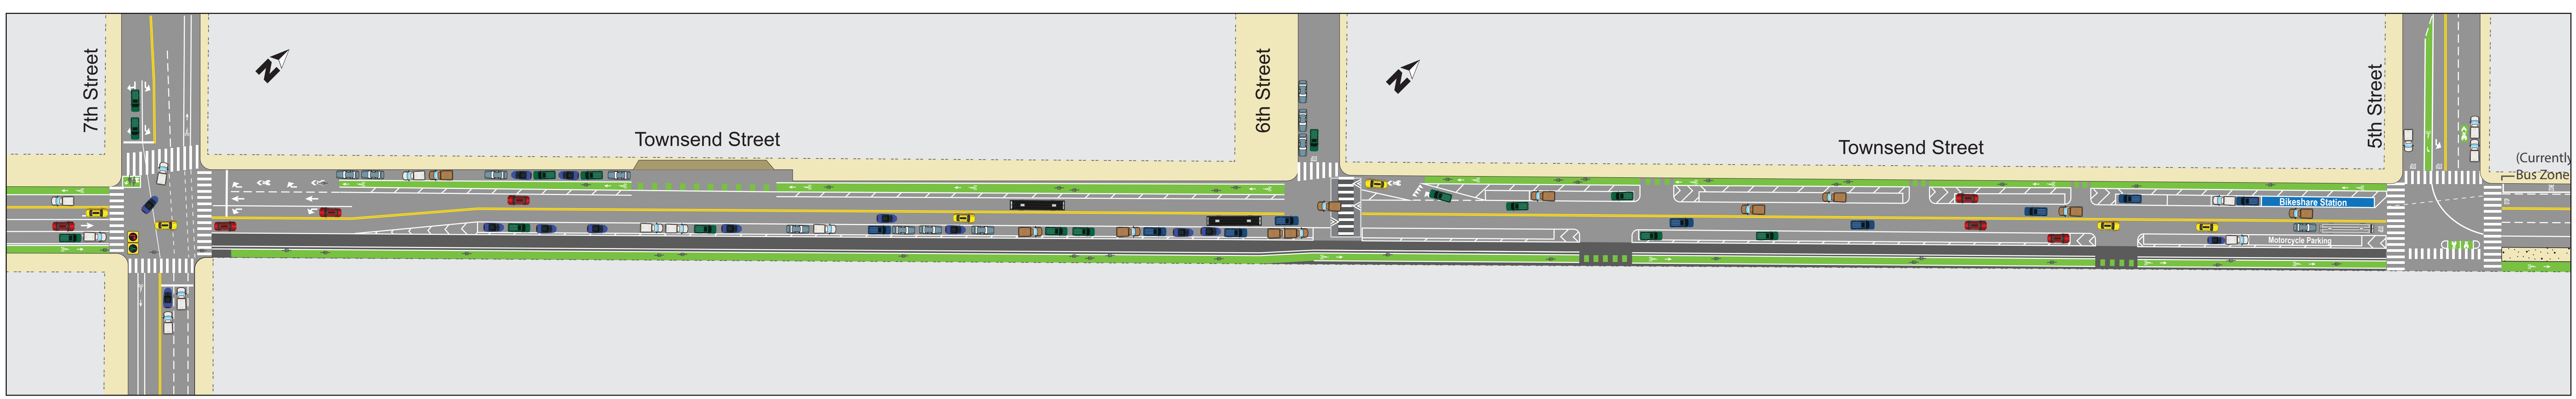 7th Street
N
Townsend Street
6th Street
N
Townsend Street
5th Street
(Currently
Bus Zone
Bikeshare Station
Motorcycle Parking